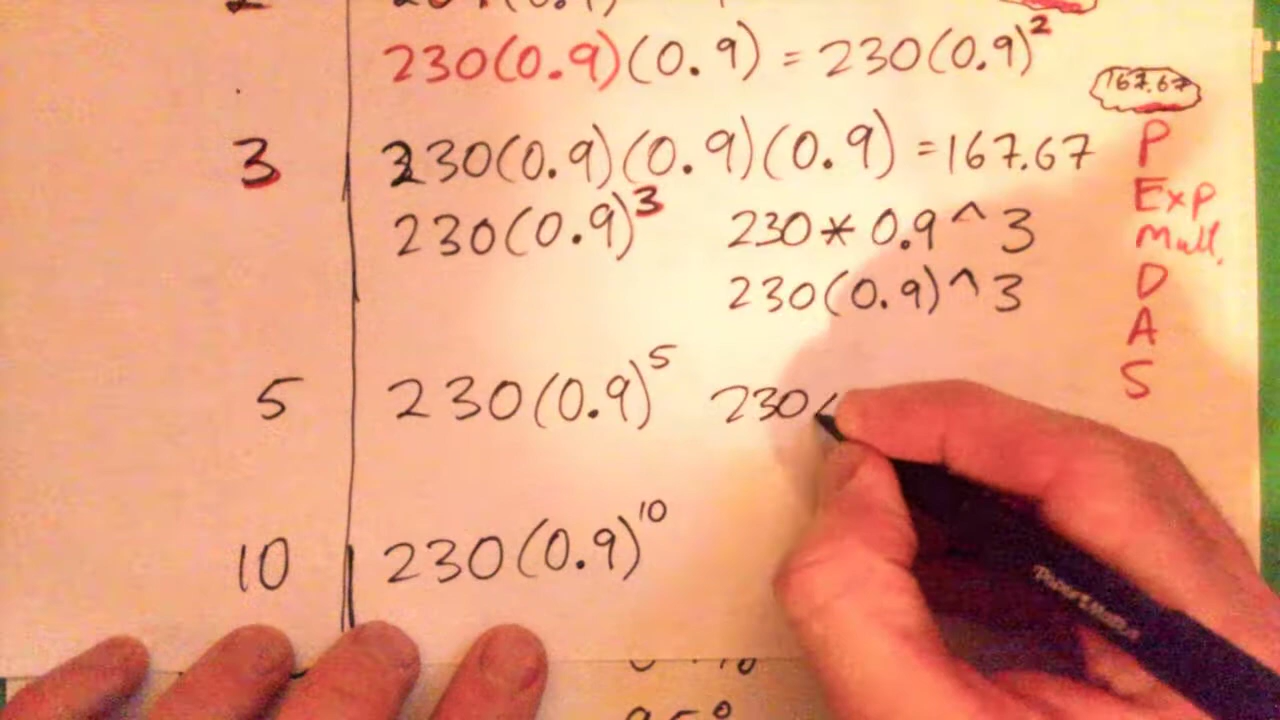 230(0.9)(0.9) = 230(0.9)²
167.67
3 230(0.9)(0.9)(0.9) = 167.67
230(0.9)³ 230 * 0.9 ^ 3
230(0.9)^3
P
Exp
Mult.
D
A
S
5 230(0.9)⁵ 230(
10 230(0.9)¹⁰